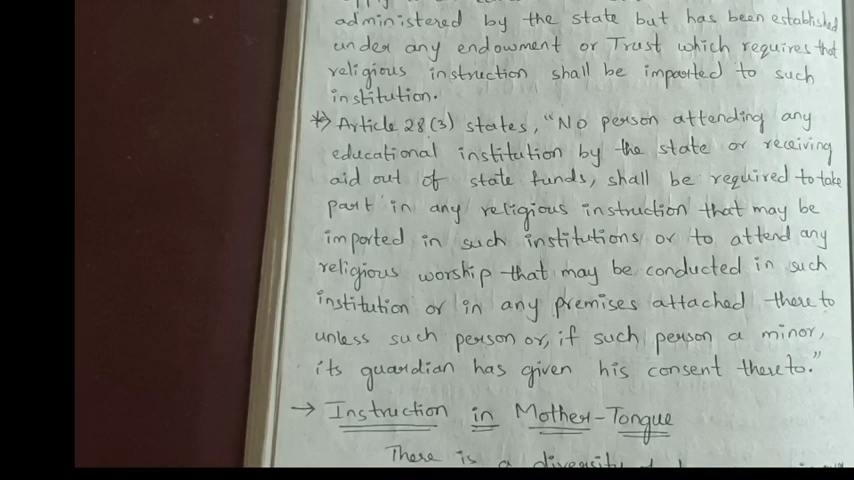 administered by the state but has been established
under any endowment or Trust which requires that
religious instruction shall be imparted to such
institution.
*> Article 28(3) states, "No person attending any
educational institution by the state or receiving
aid out of state funds, shall be required to take
part in any religious instruction that may be
imported in such institutions or to attend any
religious worship that may be conducted in such
institution or in any premises attached there to
unless such person or, if such person a minor,
its guardian has given his consent thereto."
→ Instruction in Mother-Tongue
There is a diversity